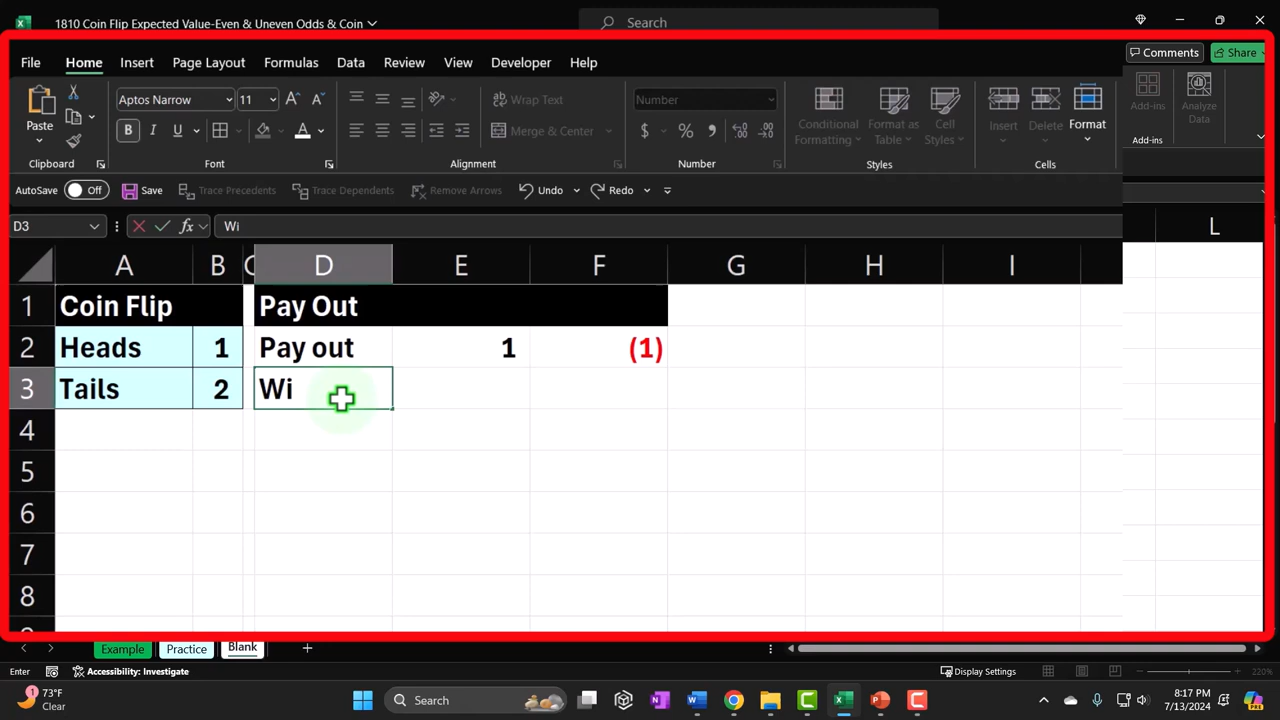 1810 Coin Flip Expected Value-Even & Uneven Odds & Coin
Search
File Home Insert Page Layout Formulas Data Review View Developer Help
Comments Share
Aptos Narrow 11
Wrap Text
Number
Paste
Conditional Formatting
Format as Table
Cell Styles
Insert Delete Format
Add-ins
Analyze Data
B I U
Merge & Center
$ % ,
Clipboard Font Alignment Number Styles Cells Add-ins
AutoSave Off Save Trace Precedents Trace Dependents Remove Arrows Undo Redo
D3 fx Wi
A B C D E F G H I L
1 Coin Flip Pay Out
2 Heads 1 Pay out 1 (1)
3 Tails 2 Wi
4
5
6
7
8
Example Practice Blank
Enter Accessibility: Investigate Display Settings 220%
1 73°F
Clear
Search
8:17 PM
7/13/2024